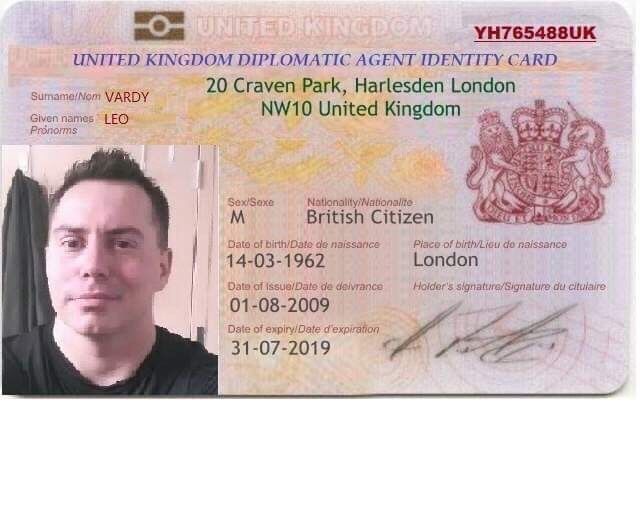 UNITED KINGDOM
YH765488UK
UNITED KINGDOM DIPLOMATIC AGENT IDENTITY CARD
20 Craven Park, Harlesden London
NW10 United Kingdom
Surname/Nom VARDY
Given names LEO
Prénorms
Sex/Sexe Nationality/Nationalite
M British Citizen
Date of birth/Date de naissance Place of birth/Lieu de naissance
14-03-1962 London
Date of Issue/Date de deivrance Holder's signature/Signature du citulaire
01-08-2009
Date of expiry/Date d'expiration
31-07-2019